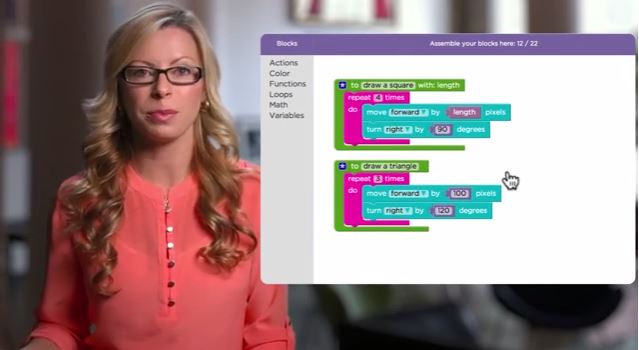 Blocks
Assemble your blocks here: 12 / 22
Actions
Color
Functions
Loops
Math
Variables
to draw a square with: length
repeat 4 times
do
move forward by length pixels
turn right by 90 degrees
to draw a triangle
repeat 3 times
do
move forward by 100 pixels
turn right by 120 degrees